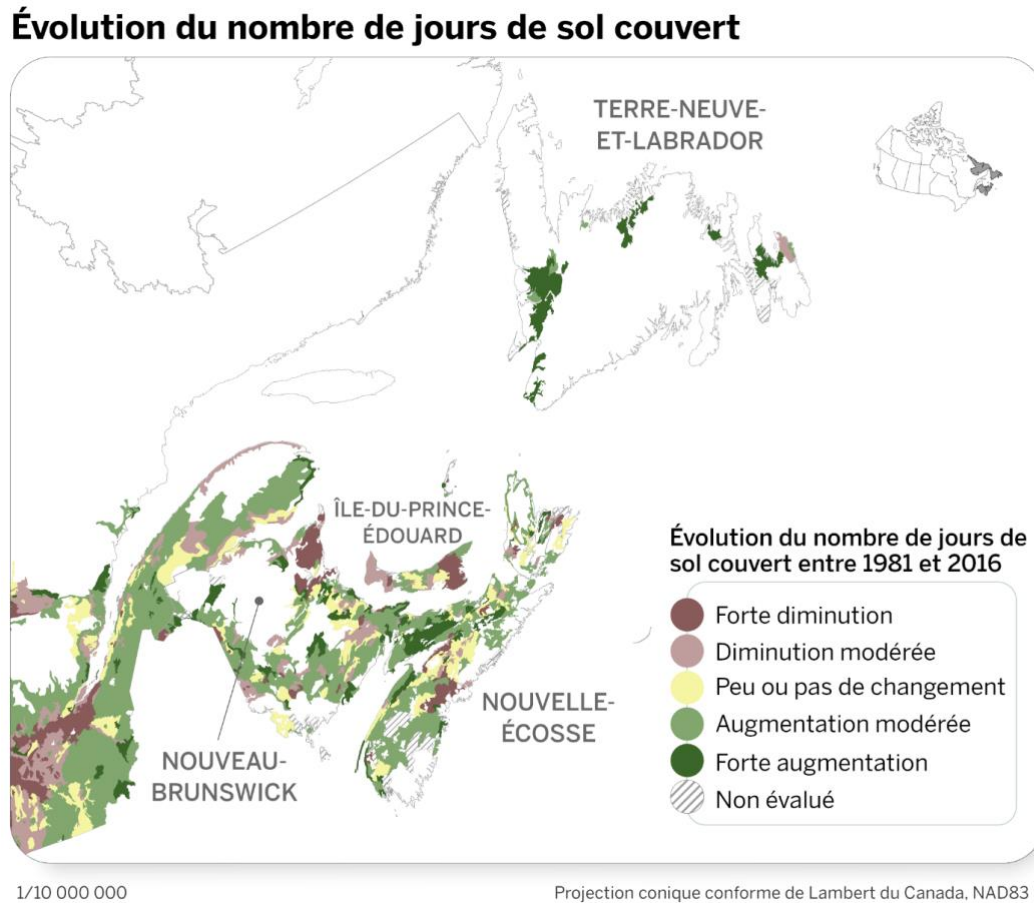 Évolution du nombre de jours de sol couvert
TERRE-NEUVE-
ET-LABRADOR
ÎLE-DU-PRINCE-
ÉDOUARD
NOUVELLE-
ÉCOSSE
NOUVEAU-
BRUNSWICK
Évolution du nombre de jours de
sol couvert entre 1981 et 2016
Forte diminution
Diminution modérée
Peu ou pas de changement
Augmentation modérée
Forte augmentation
Non évalué
1/10 000 000
Projection conique conforme de Lambert du Canada, NAD83